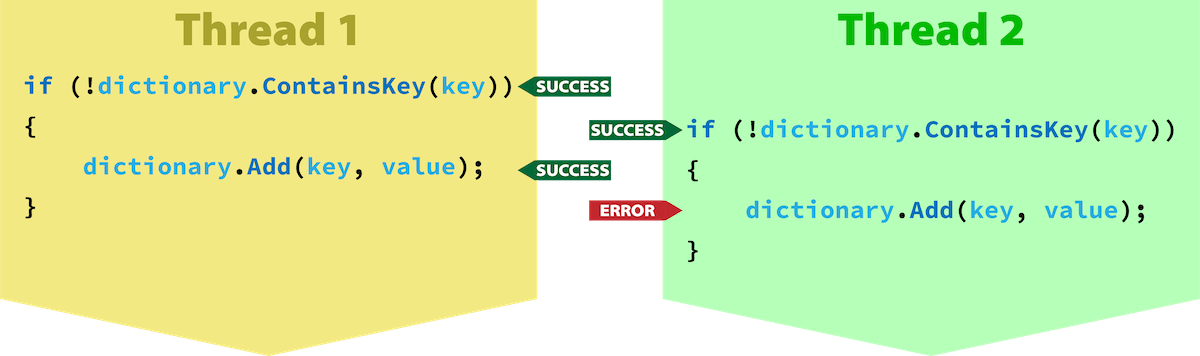 Thread 1
if (!dictionary.ContainsKey(key))
{
    dictionary.Add(key, value);
}
SUCCESS
SUCCESS
SUCCESS
ERROR
Thread 2
if (!dictionary.ContainsKey(key))
{
    dictionary.Add(key, value);
}